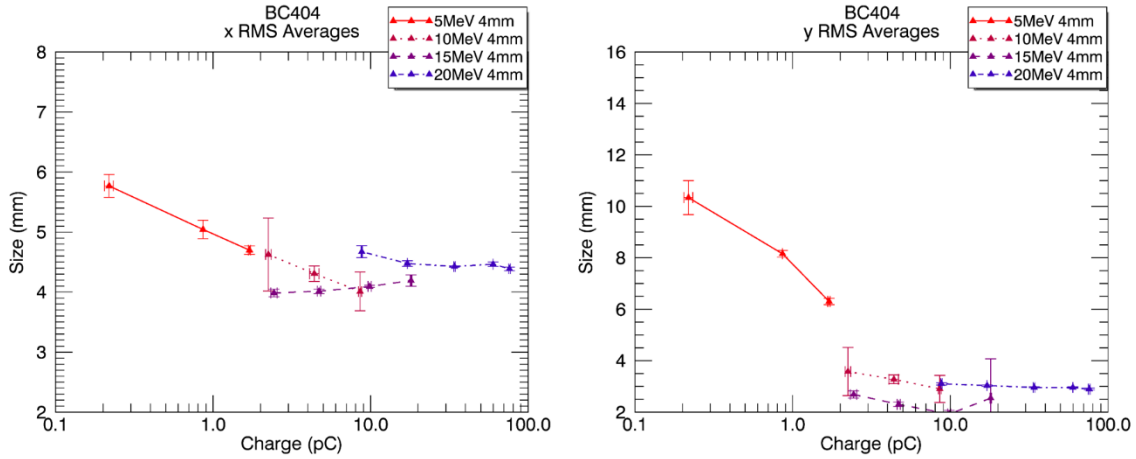 BC404
x RMS Averages
5MeV 4mm
10MeV 4mm
15MeV 4mm
20MeV 4mm
8
7
6
5
4
3
2
Size (mm)
0.1
1.0
10.0
100.0
Charge (pC)
BC404
y RMS Averages
5MeV 4mm
10MeV 4mm
15MeV 4mm
20MeV 4mm
16
14
12
10
8
6
4
2
Size (mm)
0.1
1.0
10.0
100.0
Charge (pC)